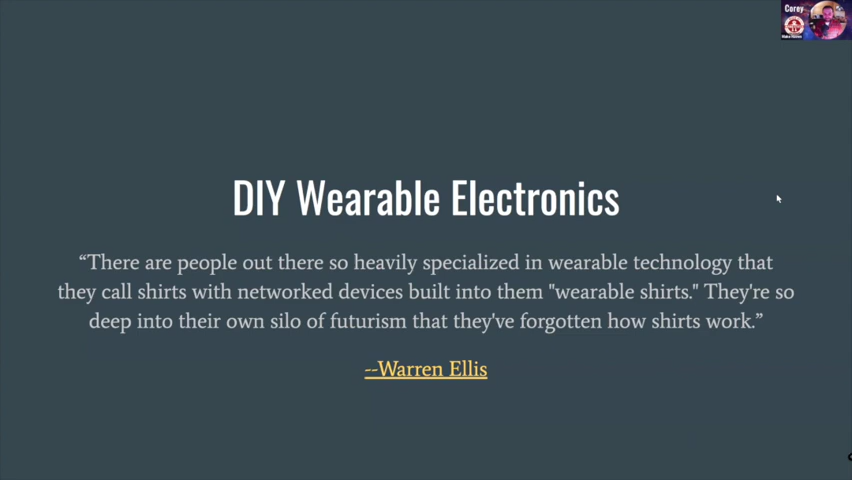 Corey
DIY Wearable Electronics
“There are people out there so heavily specialized in wearable technology that
they call shirts with networked devices built into them "wearable shirts." They're so
deep into their own silo of futurism that they've forgotten how shirts work.”
--Warren Ellis